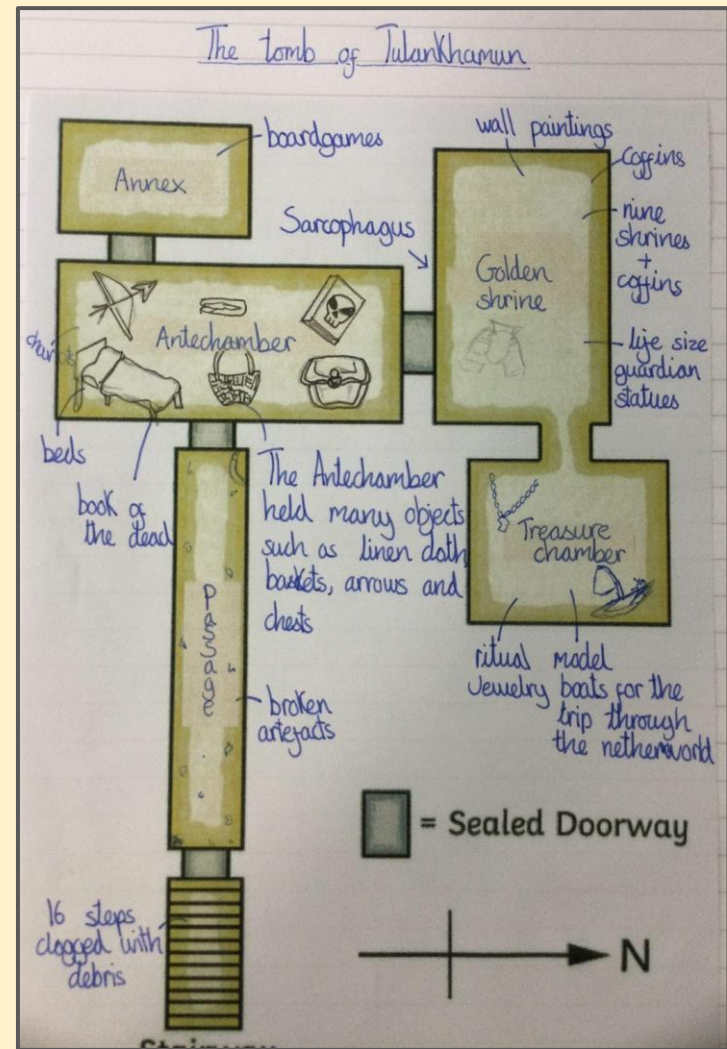 The tomb of Tutankhamun
boardgames
Annex
wall paintings
coffins
nine
shrines
+
coffins
Sarcophagus
Golden
shrine
life size
guardian
statues
chariots
Antechamber
beds
book of
the dead
The Antechamber
held many objects
such as linen cloth,
baskets, arrows and
chests
Treasure
chamber
ritual
Jewelry
model
boats for the
trip through
the netherworld
Passage
broken
artefacts
= Sealed Doorway
16 steps
clogged with
debris
N
Stairway